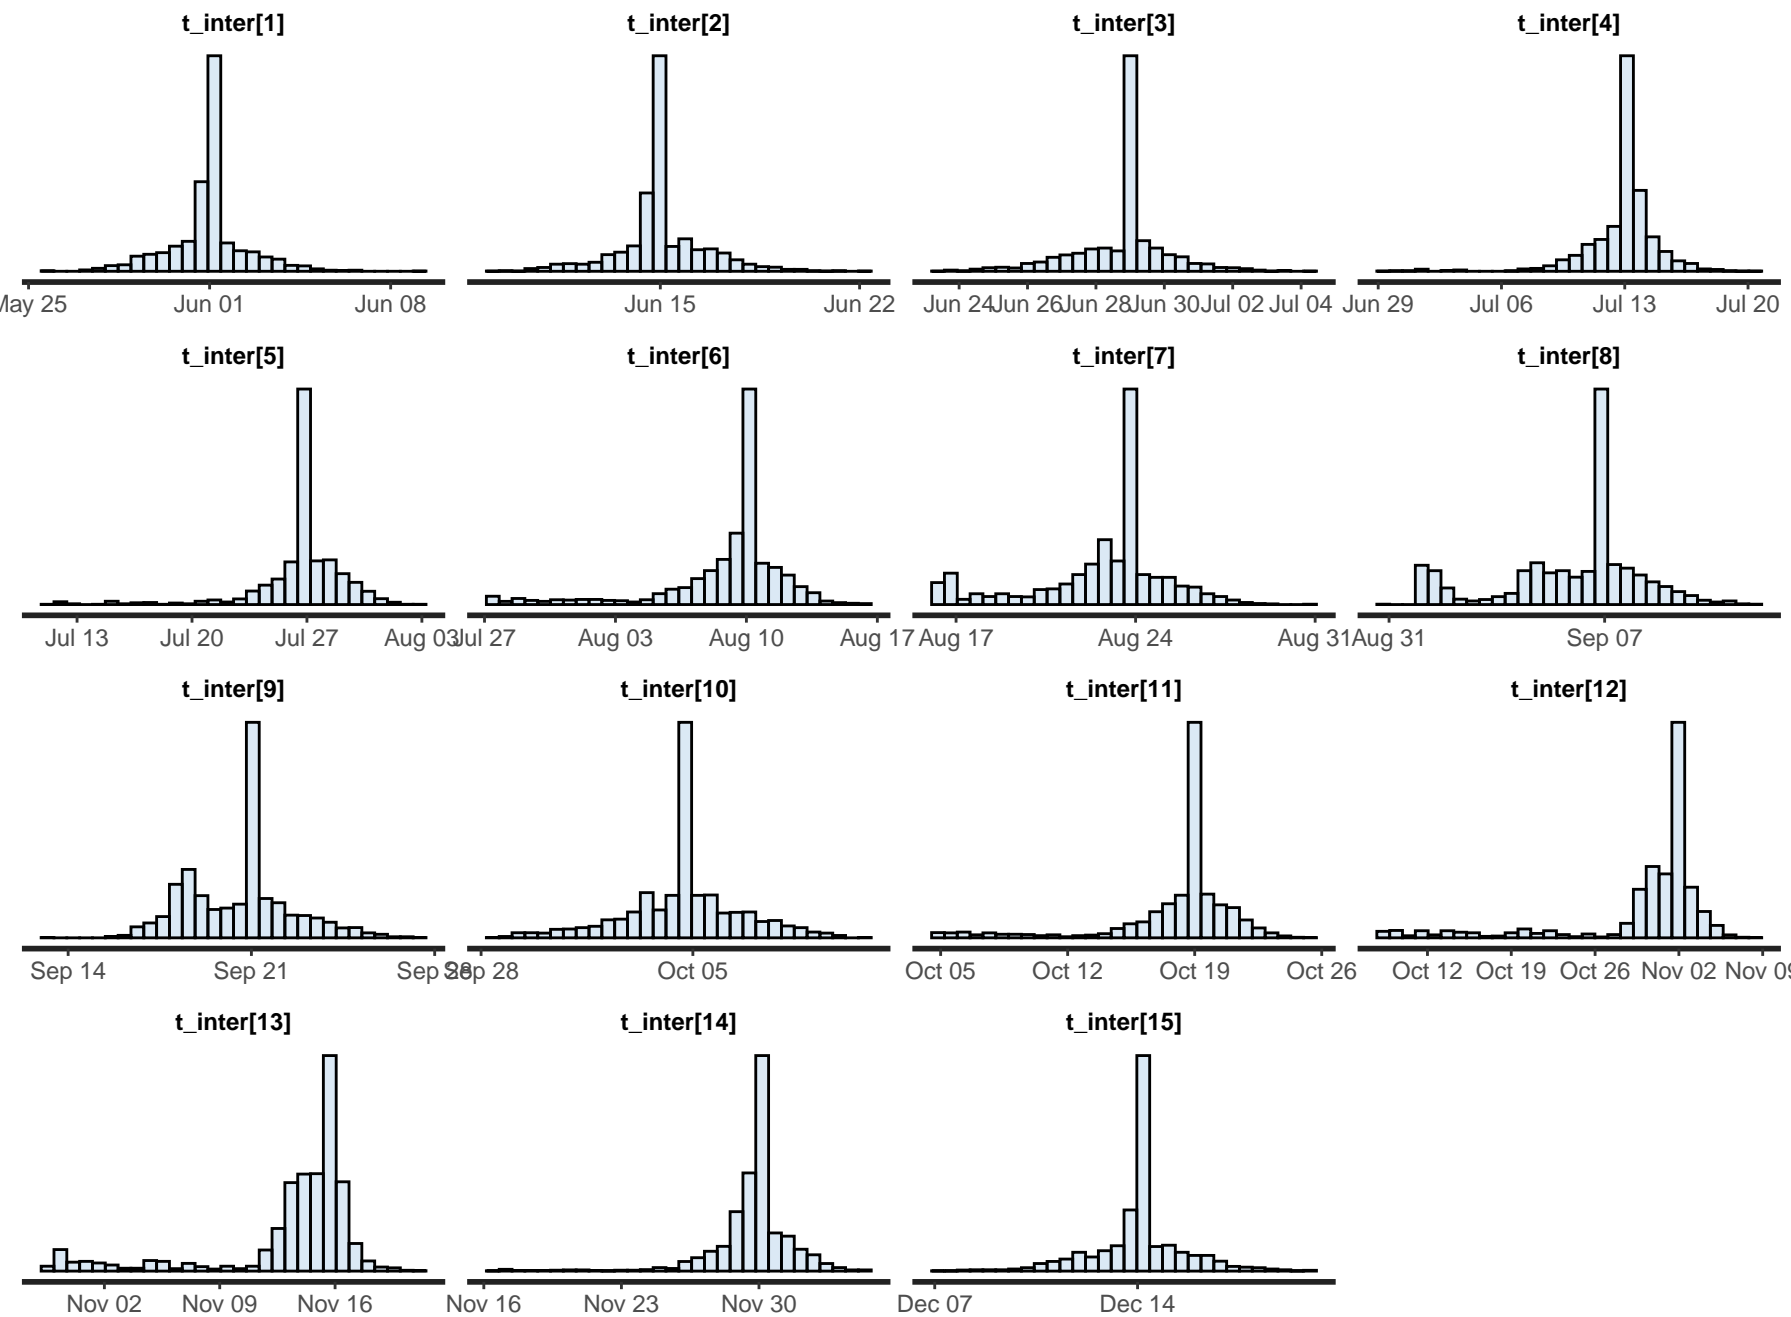 t_inter[1] t_inter[2] t_inter[3] t_inter[4]
May 25 Jun 01 Jun 08 Jun 15 Jun 22 Jun 24 Jun 26 Jun 28 Jun 30 Jul 02 Jul 04 Jun 29 Jul 06 Jul 13 Jul 20
t_inter[5] t_inter[6] t_inter[7] t_inter[8]
Jul 13 Jul 20 Jul 27 Aug 03 Jul 27 Aug 03 Aug 10 Aug 17 Aug 17 Aug 24 Aug 31 Aug 31 Sep 07
t_inter[9] t_inter[10] t_inter[11] t_inter[12]
Sep 14 Sep 21 Sep 28 Sep 28 Oct 05 Oct 05 Oct 12 Oct 19 Oct 26 Oct 12 Oct 19 Oct 26 Nov 02 Nov 09
t_inter[13] t_inter[14] t_inter[15]
Nov 02 Nov 09 Nov 16 Nov 16 Nov 23 Nov 30 Dec 07 Dec 14